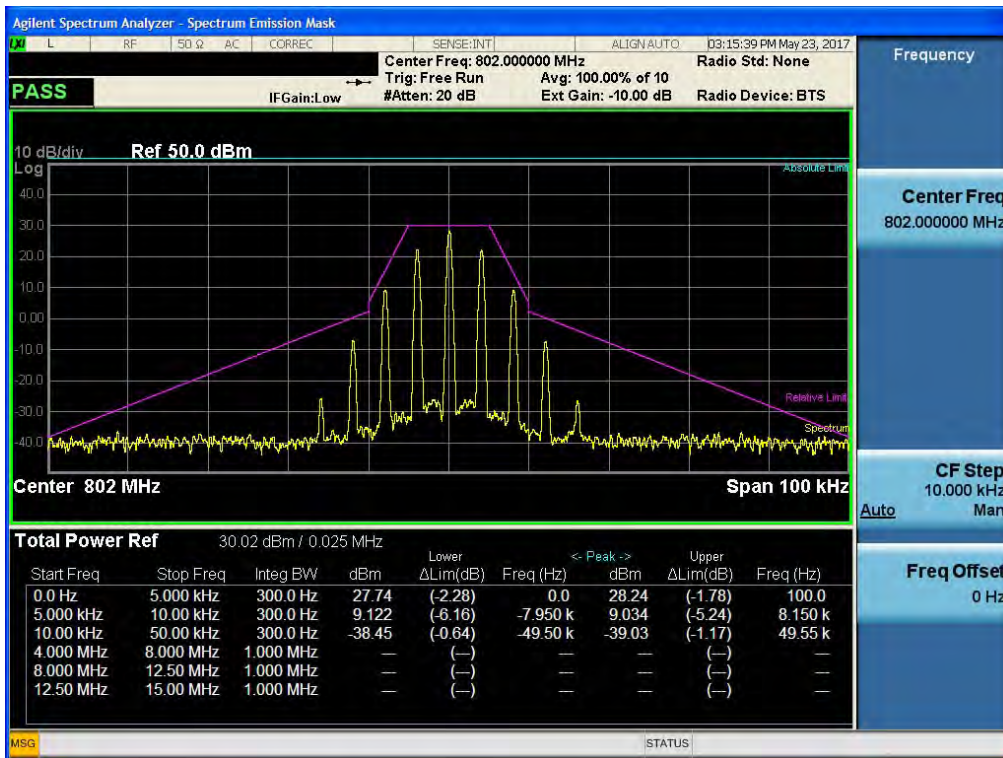 Agilent Spectrum Analyzer - Spectrum Emission Mask
LXI L RF 50 Ω AC CORREC SENSE:INT ALIGN AUTO 03:15:39 PM May 23, 2017
Center Freq: 802.000000 MHz Radio Std: None
Trig: Free Run Avg: 100.00% of 10
PASS IFGain:Low #Atten: 20 dB Ext Gain: -10.00 dB Radio Device: BTS
10 dB/div Ref 50.0 dBm
Log
Absolute Limit
40.0
30.0
20.0
10.0
0.00
-10.0
-20.0
-30.0
-40.0
Relative Limit
Spectrum
Center 802 MHz Span 100 kHz
Total Power Ref 30.02 dBm / 0.025 MHz
Lower <- Peak -> Upper
Start Freq Stop Freq Integ BW dBm ΔLim(dB) Freq (Hz) dBm ΔLim(dB) Freq (Hz)
0.0 Hz 5.000 kHz 300.0 Hz 27.74 (-2.28) 0.0 28.24 (-1.78) 100.0
5.000 kHz 10.00 kHz 300.0 Hz 9.122 (-6.16) -7.950 k 9.034 (-5.24) 8.150 k
10.00 kHz 50.00 kHz 300.0 Hz -38.45 (-0.64) -49.50 k -39.03 (-1.17) 49.55 k
4.000 MHz 8.000 MHz 1.000 MHz --- (---) --- --- (---) ---
8.000 MHz 12.50 MHz 1.000 MHz --- (---) --- --- (---) ---
12.50 MHz 15.00 MHz 1.000 MHz --- (---) --- --- (---) ---
MSG STATUS
Frequency
Center Freq
802.000000 MHz
CF Step
10.000 kHz
Auto Man
Freq Offset
0 Hz